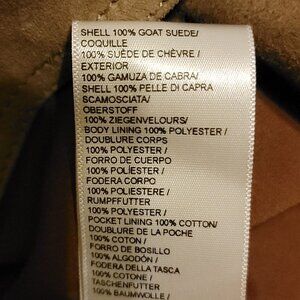 SHELL 100% GOAT SUEDE/
COQUILLE
100% SUÈDE DE CHÈVRE /
EXTERIOR
100% GAMUZA DE CABRA/
SHELL 100% PELLE DI CAPRA
SCAMOSCIATA/
OBERSTOFF
100% ZIEGENVELOURS/
BODY LINING 100% POLYESTER /
DOUBLURE CORPS
100% POLYESTER /
FORRO DE CUERPO
100% POLIÉSTER /
FODERA CORPO
100% POLIESTERE /
RUMPFFUTTER
100% POLYESTER /
POCKET LINING 100% COTTON/
DOUBLURE DE LA POCHE
100% COTON /
FORRO DE BOSILLO
100% ALGODÓN /
FODERA DELLA TASCA
100% COTONE /
TASCHENFUTTER
100% BAUMWOLLE /